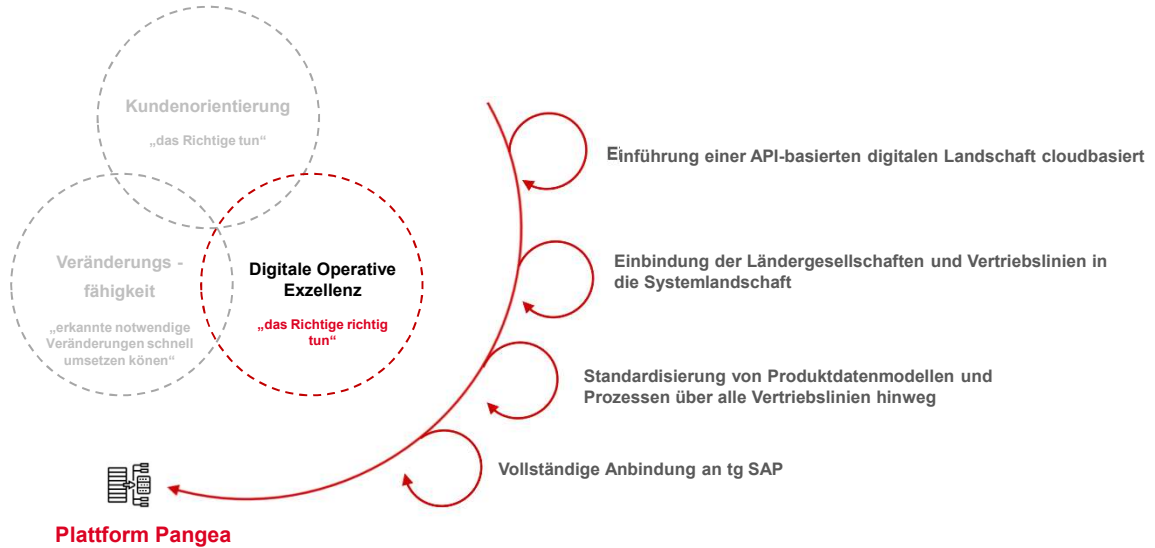 Kundenorientierung
„das Richtige tun“
Veränderungs -
fähigkeit
„erkannte notwendige
Veränderungen schnell
umsetzen könen“
Digitale Operative
Exzellenz
„das Richtige richtig
tun“
Einführung einer API-basierten digitalen Landschaft cloudbasiert
Einbindung der Ländergesellschaften und Vertriebslinien in
die Systemlandschaft
Standardisierung von Produktdatenmodellen und
Prozessen über alle Vertriebslinien hinweg
Vollständige Anbindung an tg SAP
Plattform Pangea